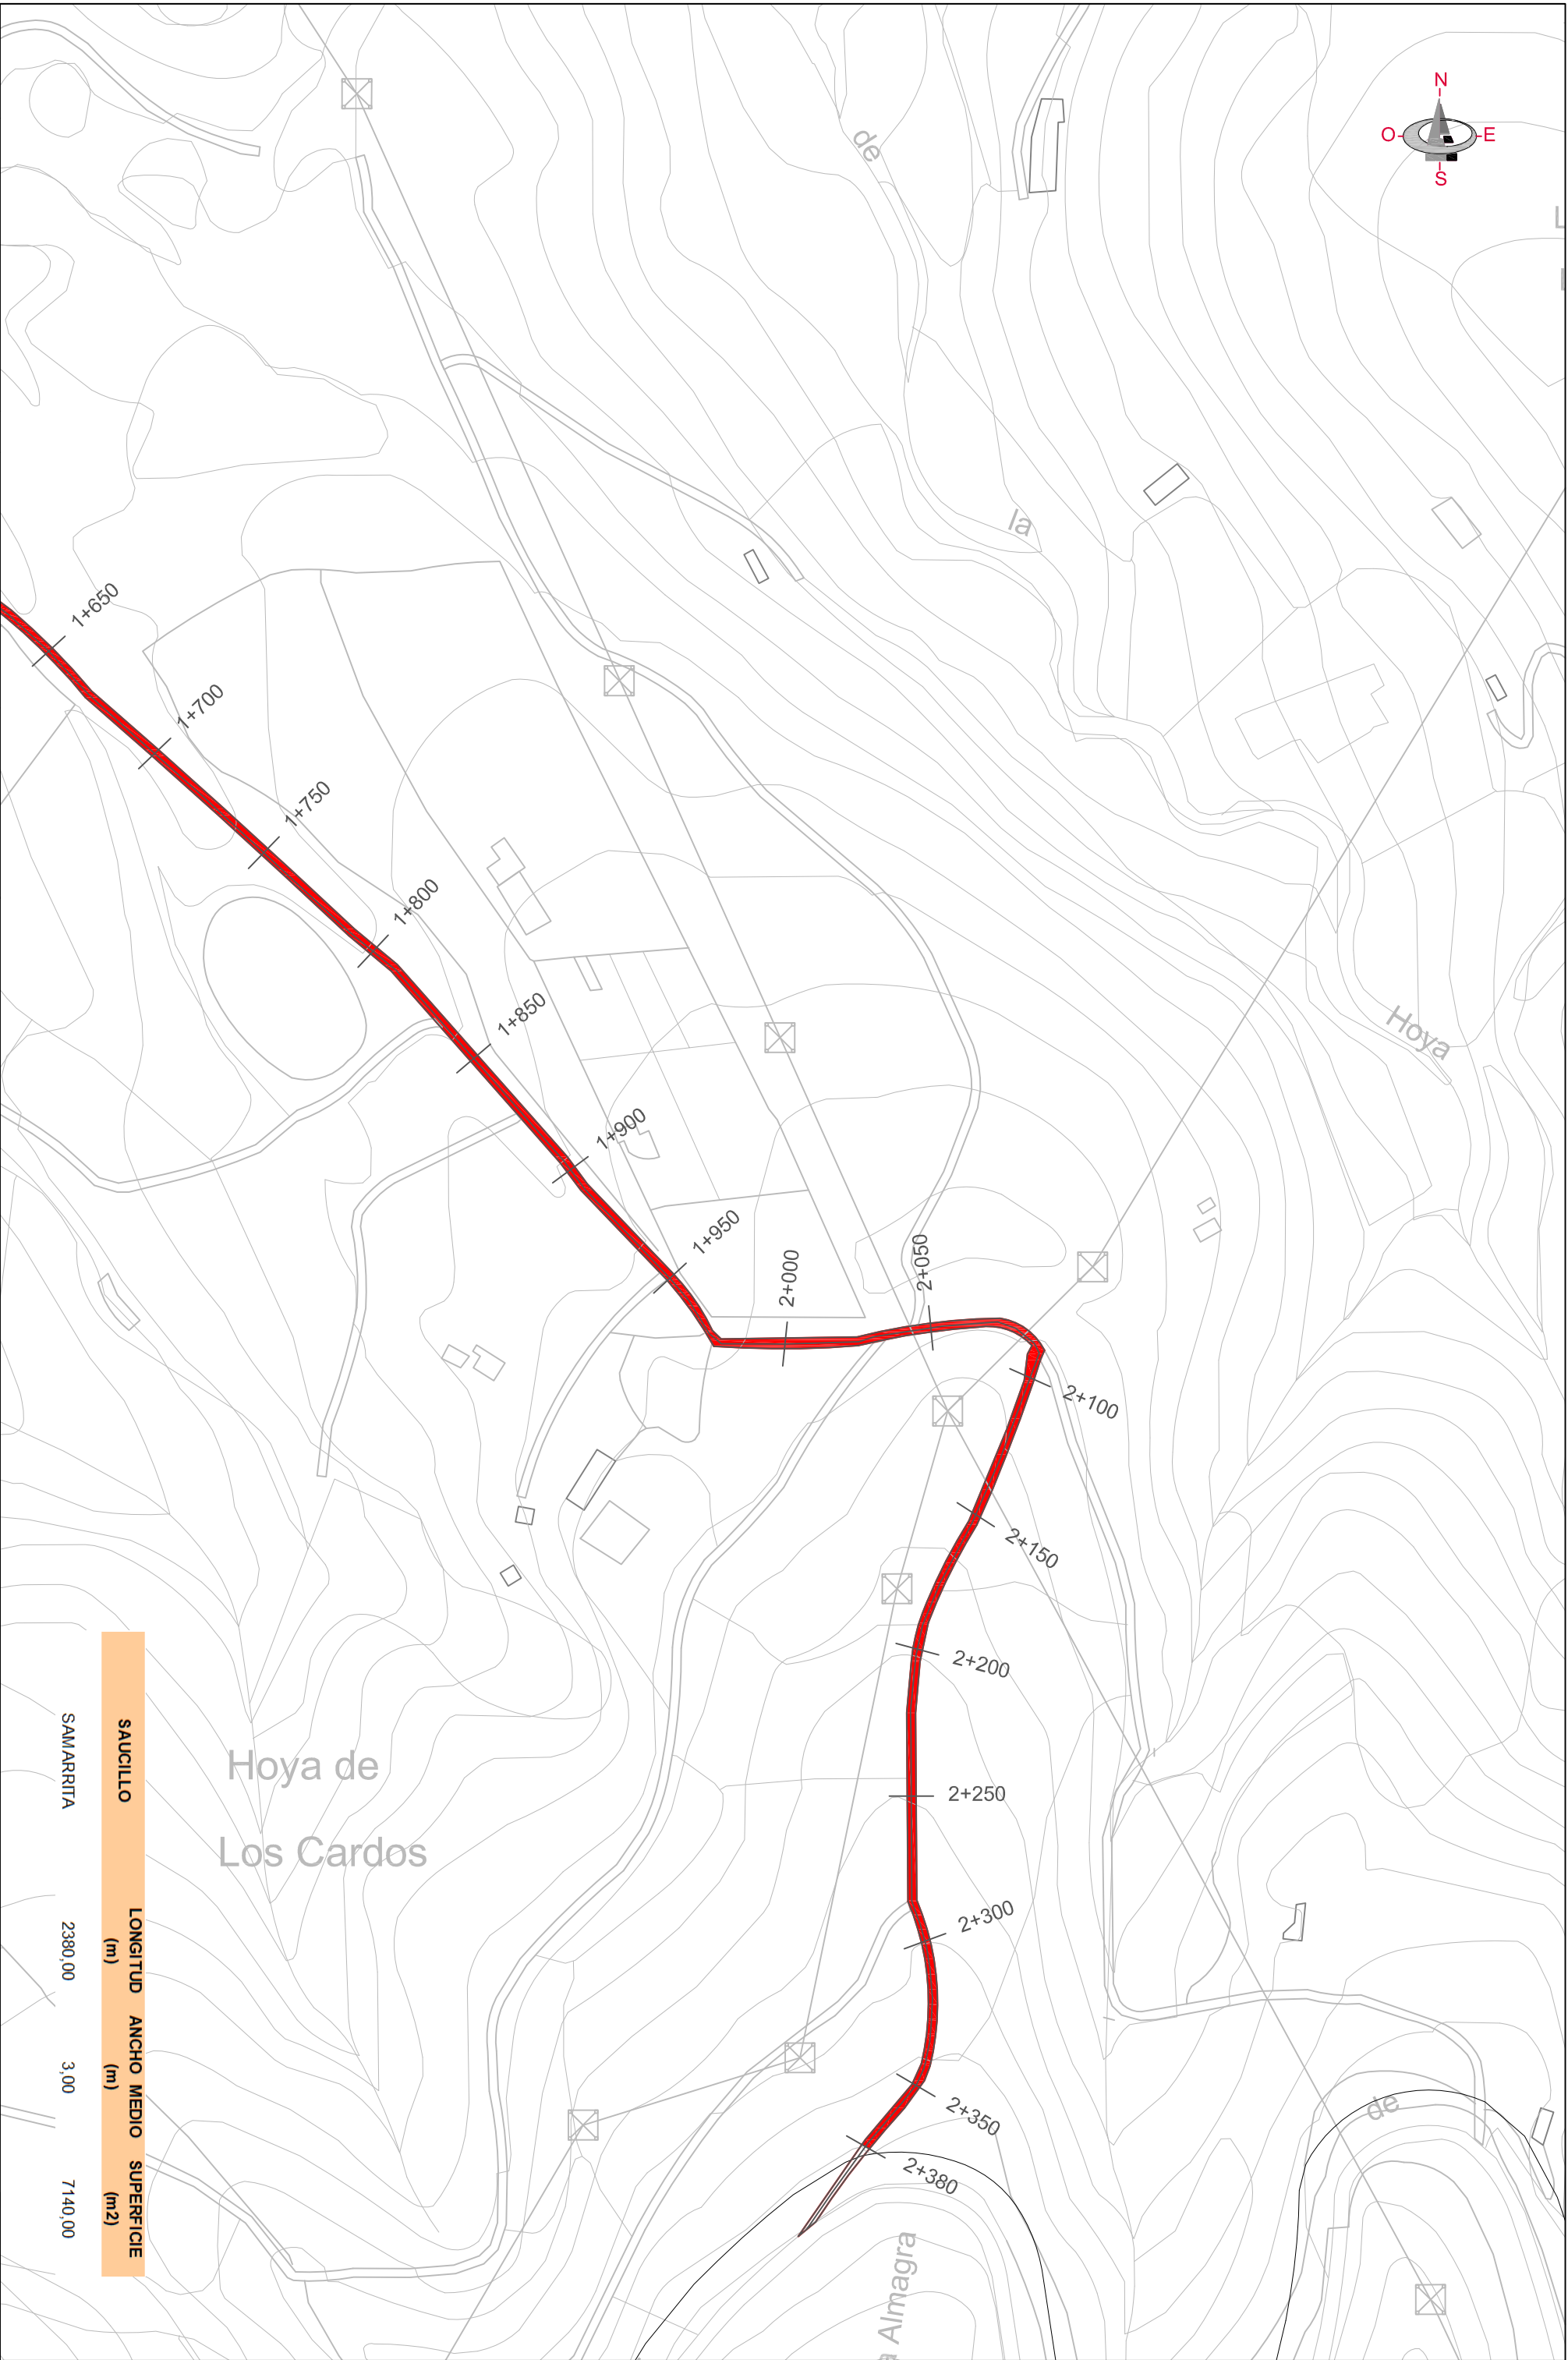 N
O
E
S
de
la
1+650
1+700
1+750
1+800
1+850
Hoya
1+900
1+950
2+000
2+050
2+100
2+150
2+200
Hoya de
2+250
Los Cardos
2+300
de
2+350
2+380
Almagra
SAUCILLO LONGITUD (m) ANCHO MEDIO (m) SUPERFICIE (m2)
SAMARRITA 2380,00 3,00 7140,00